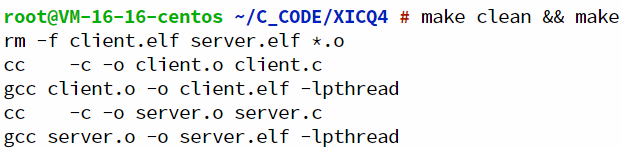 root@VM-16-16-centos ~/C_CODE/XICQ4 # make clean && make
rm -f client.elf server.elf *.o
cc    -c -o client.o client.c
gcc client.o -o client.elf -lpthread
cc    -c -o server.o server.c
gcc server.o -o server.elf -lpthread